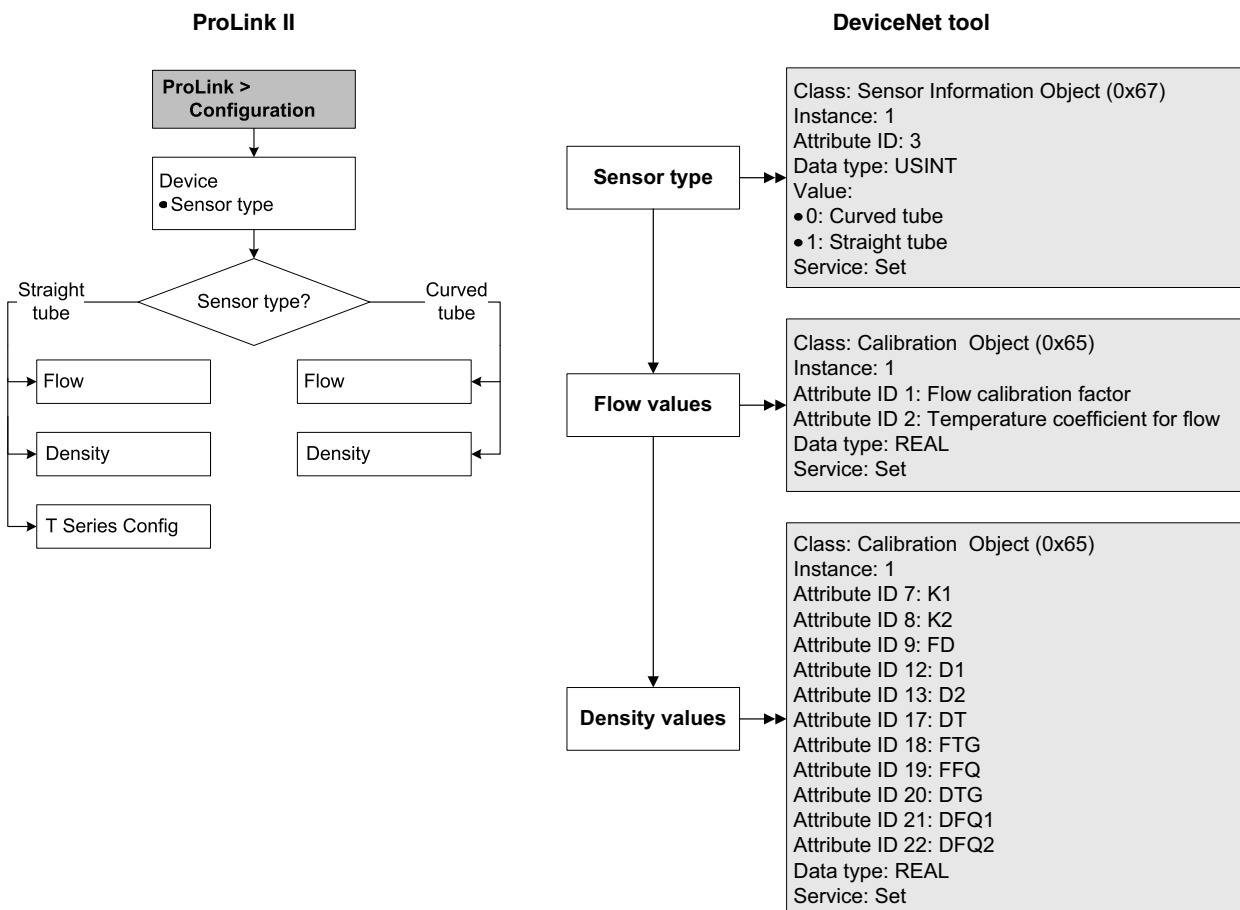 ProLink II
ProLink >
Configuration
Device
● Sensor type
Sensor type?
Straight
tube
Curved
tube
Flow
Density
T Series Config
Flow
Density
DeviceNet tool
Sensor type
Class: Sensor Information Object (0x67)
Instance: 1
Attribute ID: 3
Data type: USINT
Value:
● 0: Curved tube
● 1: Straight tube
Service: Set
Flow values
Class: Calibration Object (0x65)
Instance: 1
Attribute ID 1: Flow calibration factor
Attribute ID 2: Temperature coefficient for flow
Data type: REAL
Service: Set
Density values
Class: Calibration Object (0x65)
Instance: 1
Attribute ID 7: K1
Attribute ID 8: K2
Attribute ID 9: FD
Attribute ID 12: D1
Attribute ID 13: D2
Attribute ID 17: DT
Attribute ID 18: FTG
Attribute ID 19: FFQ
Attribute ID 20: DTG
Attribute ID 21: DFQ1
Attribute ID 22: DFQ2
Data type: REAL
Service: Set